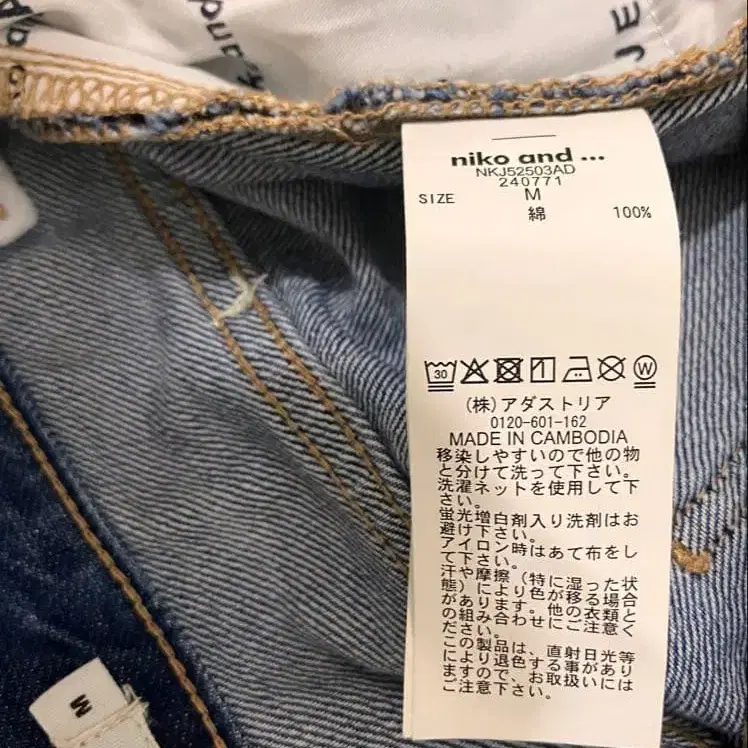 JE
niko and ...
NKJ52503AD
240771
SIZE M
綿 100%
30
W
(株)アダストリア
0120-601-162
MADE IN CAMBODIA
移染しやすいので他の物
と分けて洗って下さい。
洗濯ネットを使用して下
さい。
蛍光増白剤入り洗剤はお
避け下さい。
アイロン時はあて布をし
て下さい。
汗や摩擦(特に湿った状
態)により色が移る場合
があります。他の衣類と
の組み合わせにご注意く
ださい。
この製品は、直射日光等
により退色する事があり
ますので、お取扱いには
ご注意下さい。
M